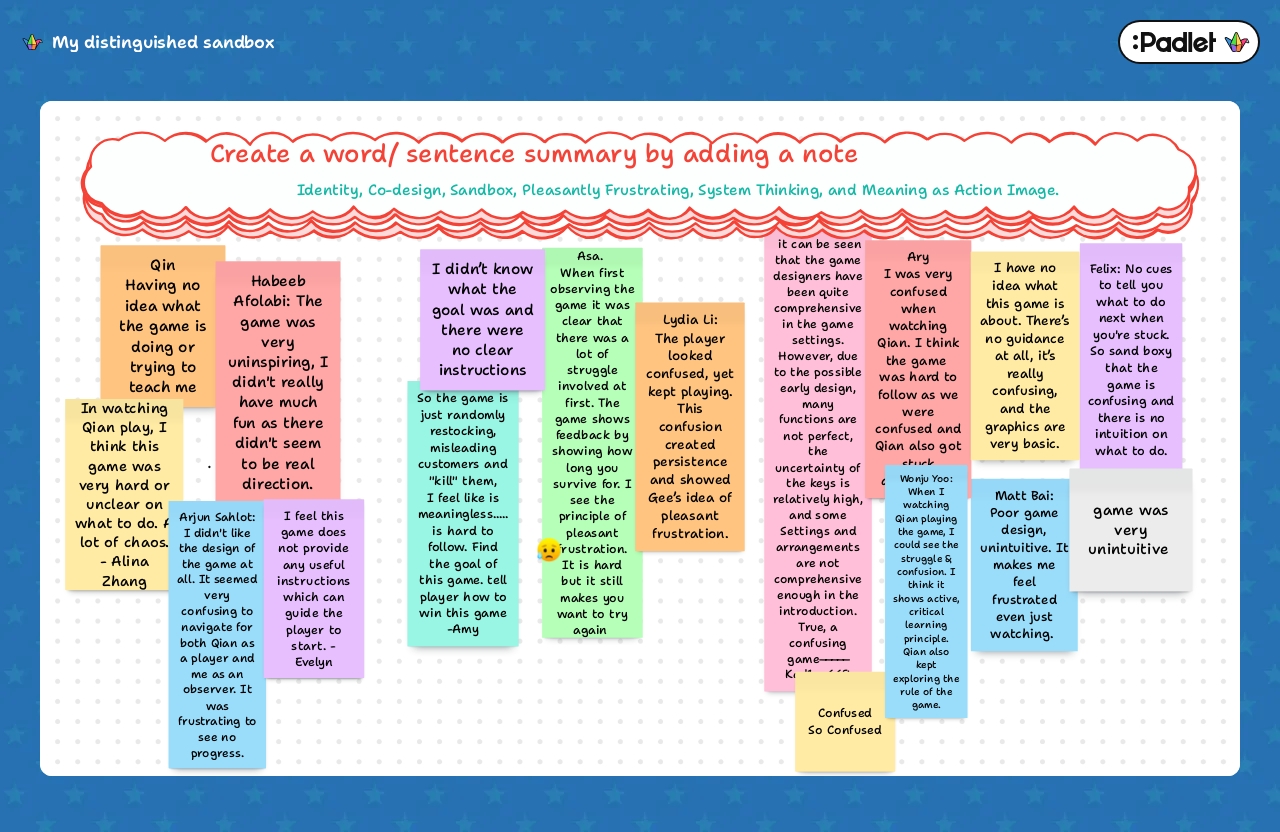 My distinguished sandbox
:Padlet
Create a word/ sentence summary by adding a note
Identity, Co-design, Sandbox, Pleasantly Frustrating, System Thinking, and Meaning as Action Image.
Qin
Having no
idea what
the game is
doing or
trying to
teach me
Habeeb
Afolabi: The
game was
very
uninspiring, I
didn't really
have much
fun as there
didn't seem
to be real
direction.
In watching
Qian play, I
think this
game was
very hard or
unclear on
what to do. A
lot of chaos.
- Alina
Zhang
.
Arjun Sahlot:
I didn't like
the design of
the game at
all. It seemed
very
confusing to
navigate for
both Qian as
a player and
me as an
observer. It
was
frustrating to
see no
progress.
I feel this
game does
not provide
any useful
instructions
which can
guide the
player to
start. -
Evelyn
I didn't know
what the
goal was and
there were
no clear
instructions
So the game is
just randomly
restocking,
misleading
customers and
"kill" them,
I feel like is
meaningless.....
is hard to
follow. Find
the goal of
this game. tell
player how to
win this game
-Amy
Asa.
When first
observing the
game it was
clear that
there was a
lot of
struggle
involved at
first. The
game shows
feedback by
showing how
long you
survive for. I
see the
principle of
pleasant
frustration.
It is hard
but it still
makes you
want to try
again
Lydia Li:
The player
looked
confused, yet
kept playing.
This
confusion
created
persistence
and showed
Gee's idea of
pleasant
frustration.
it can be seen
that the game
designers have
been quite
comprehensive
in the game
settings.
However, due
to the possible
early design,
many
functions are
not perfect,
the
uncertainty of
the keys is
relatively high,
and some
Settings and
arrangements
are not
comprehensive
enough in the
introduction.
True, a
confusing
game-----
Ary
I was very
confused
when
watching
Qian. I think
the game
was hard to
follow as we
were
confused and
Qian also got
stuck
I have no
idea what
this game is
about. There's
no guidance
at all, it's
really
confusing,
and the
graphics are
very basic.
Felix: No cues
to tell you
what to do
next when
you're stuck.
So sand boxy
that the
game is
confusing and
there is no
intuition on
what to do.
Wonju Yoo:
When I
watching
Qian playing
the game, I
could see the
struggle &
confusion. I
think it
shows active,
critical
learning
principle.
Qian also
kept
exploring the
rule of the
game.
Matt Bai:
Poor game
design,
unintuitive. It
makes me
feel
frustrated
even just
watching.
game was
very
unintuitive
Confused
So Confused